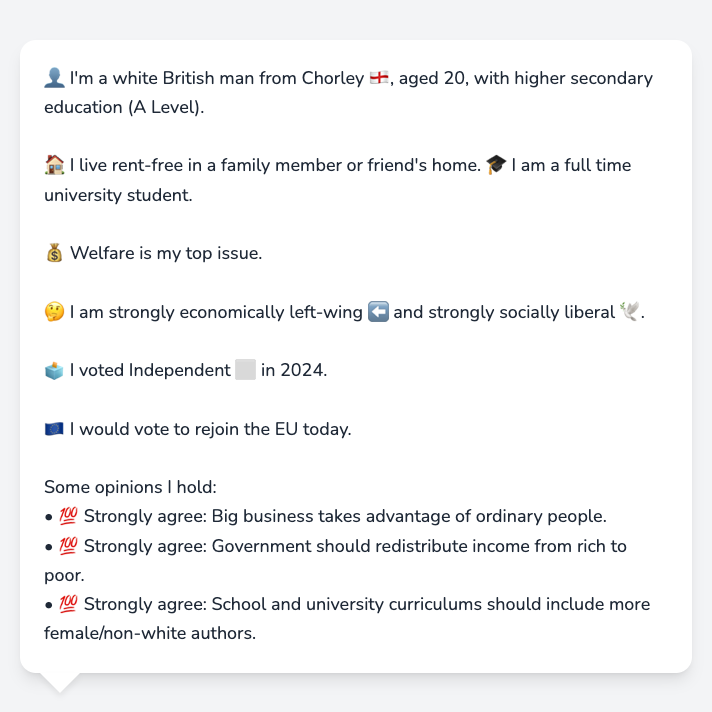 👤 I'm a white British man from Chorley 🏴󠁧󠁢󠁥󠁮󠁧󠁿, aged 20, with higher secondary
education (A Level).
🏠 I live rent-free in a family member or friend's home. 🎓 I am a full time
university student.
💰 Welfare is my top issue.
🤔 I am strongly economically left-wing ⬅️ and strongly socially liberal 🕊️.
🗳️ I voted Independent ⬜ in 2024.
🇪🇺 I would vote to rejoin the EU today.
Some opinions I hold:
• 💯 Strongly agree: Big business takes advantage of ordinary people.
• 💯 Strongly agree: Government should redistribute income from rich to
poor.
• 💯 Strongly agree: School and university curriculums should include more
female/non-white authors.